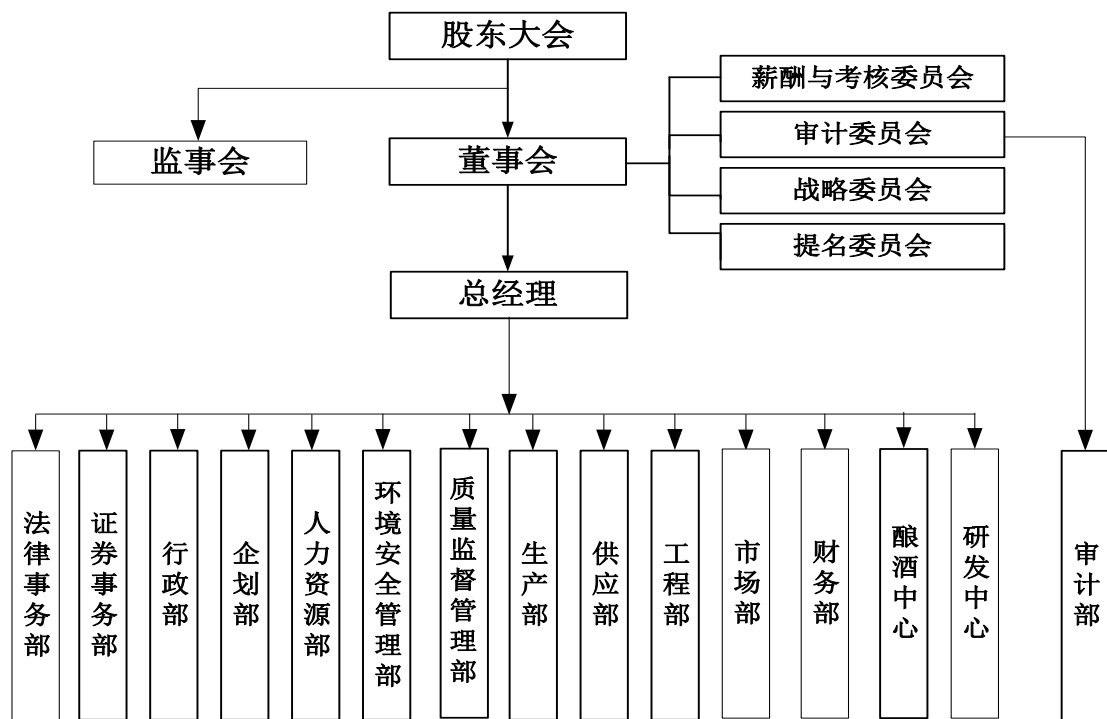 股东大会
薪酬与考核委员会
审计委员会
监事会
董事会
战略委员会
提名委员会
总经理
法律事务部
证券事务部
行政部
企划部
人力资源部
环境安全管理部
质量监督管理部
生产部
供应部
工程部
市场部
财务部
酿酒中心
研发中心
审计部